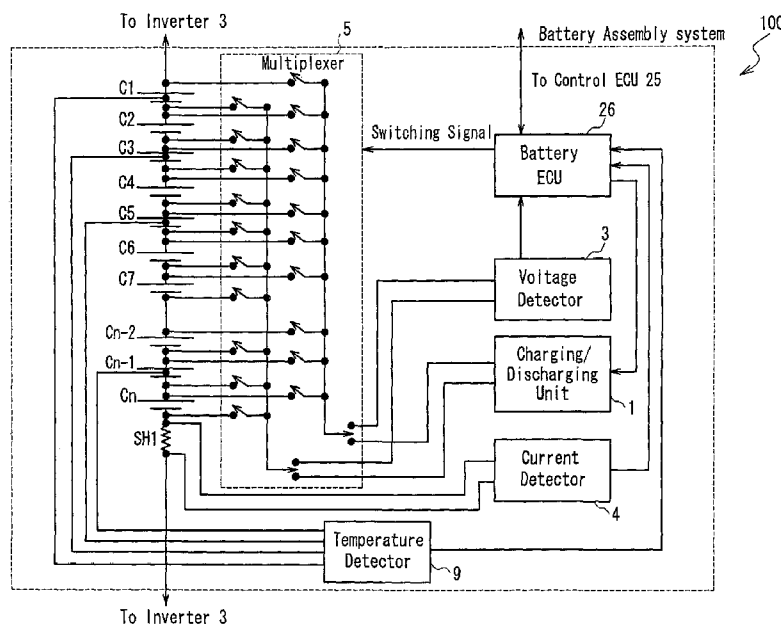 To Inverter 3
100
Battery Assembly system
5
Multiplexer
To Control ECU 25
C1
26
C2
Switching Signal
Battery
ECU
C3
C4
C5
3
C6
Voltage
Detector
C7
Cn-2
Charging/
Discharging
Unit
Cn-1
Cn
1
SH1
Current
Detector
4
Temperature
Detector
9
To Inverter 3